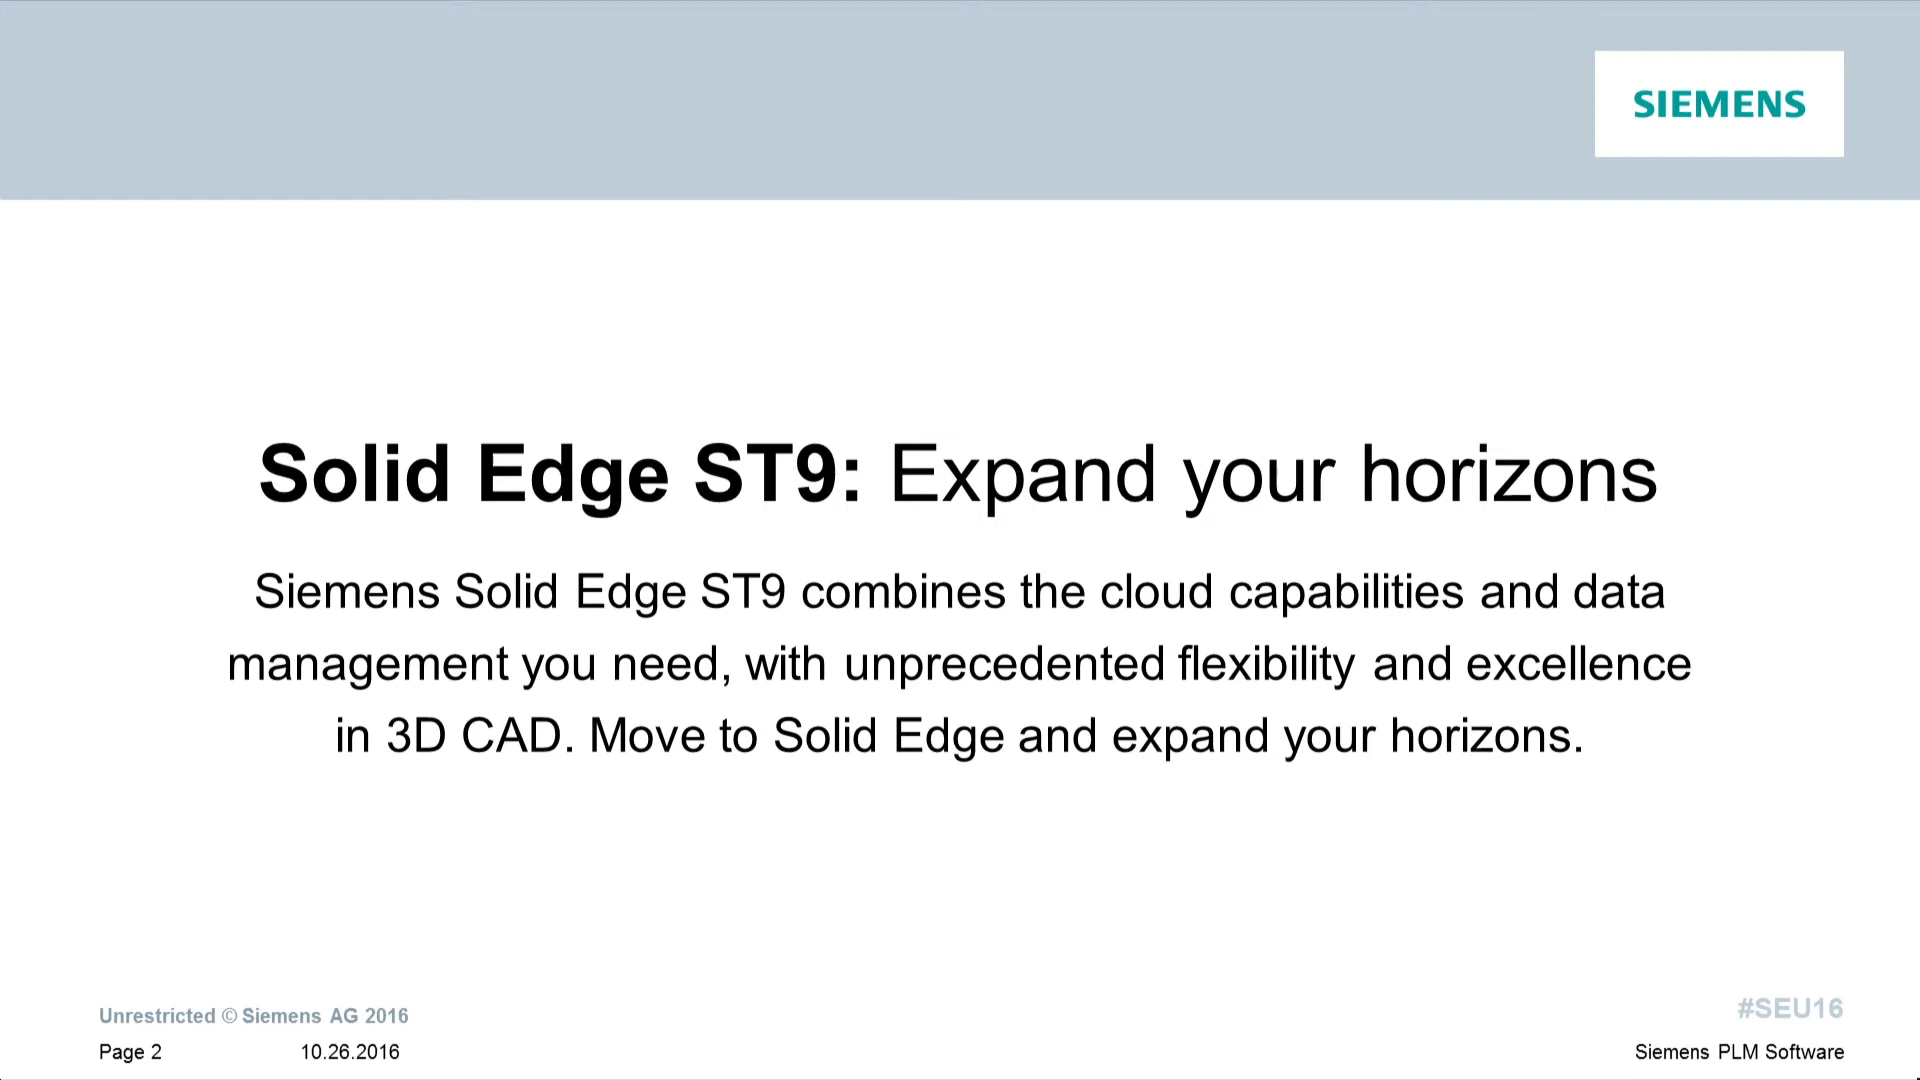 SIEMENS
Solid Edge ST9: Expand your horizons
Siemens Solid Edge ST9 combines the cloud capabilities and data
management you need, with unprecedented flexibility and excellence
in 3D CAD. Move to Solid Edge and expand your horizons.
Unrestricted © Siemens AG 2016
#SEU16
Page 2 10.26.2016
Siemens PLM Software